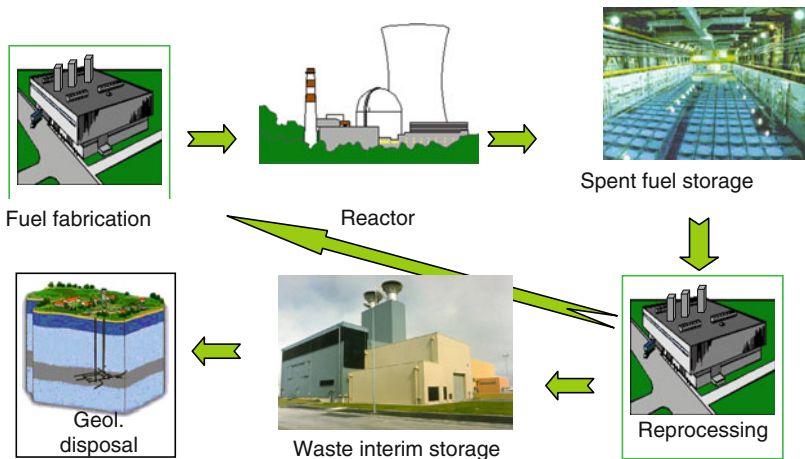 Spent fuel storage
Fuel fabrication
Reactor
Geol.
disposal
Waste interim storage
Reprocessing